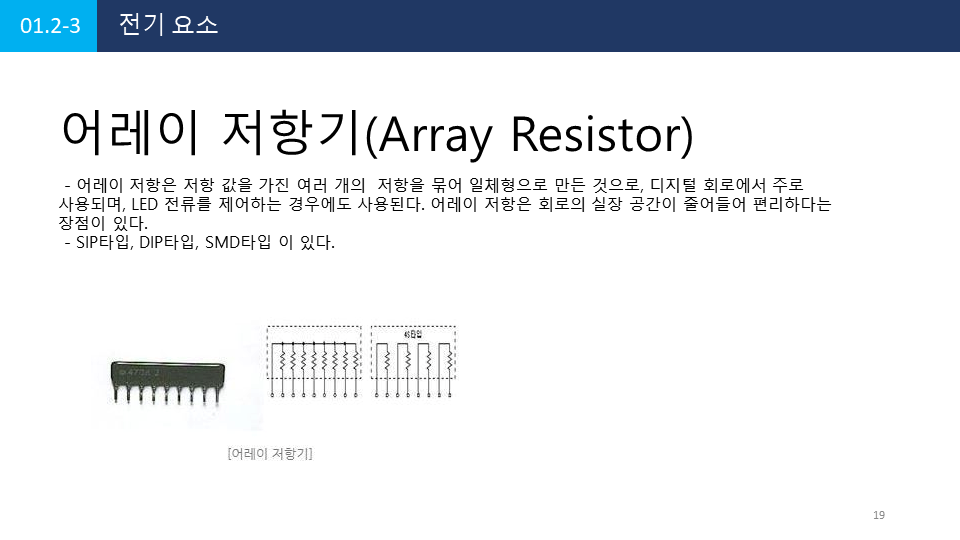 01.2-3 전기 요소
어레이 저항기(Array Resistor)
- 어레이 저항은 저항 값을 가진 여러 개의 저항을 묶어 일체형으로 만든 것으로, 디지털 회로에서 주로
사용되며, LED 전류를 제어하는 경우에도 사용된다. 어레이 저항은 회로의 실장 공간이 줄어들어 편리하다는
장점이 있다.
- SIP타입, DIP타입, SMD타입 이 있다.
4S타입
[어레이 저항기]
19